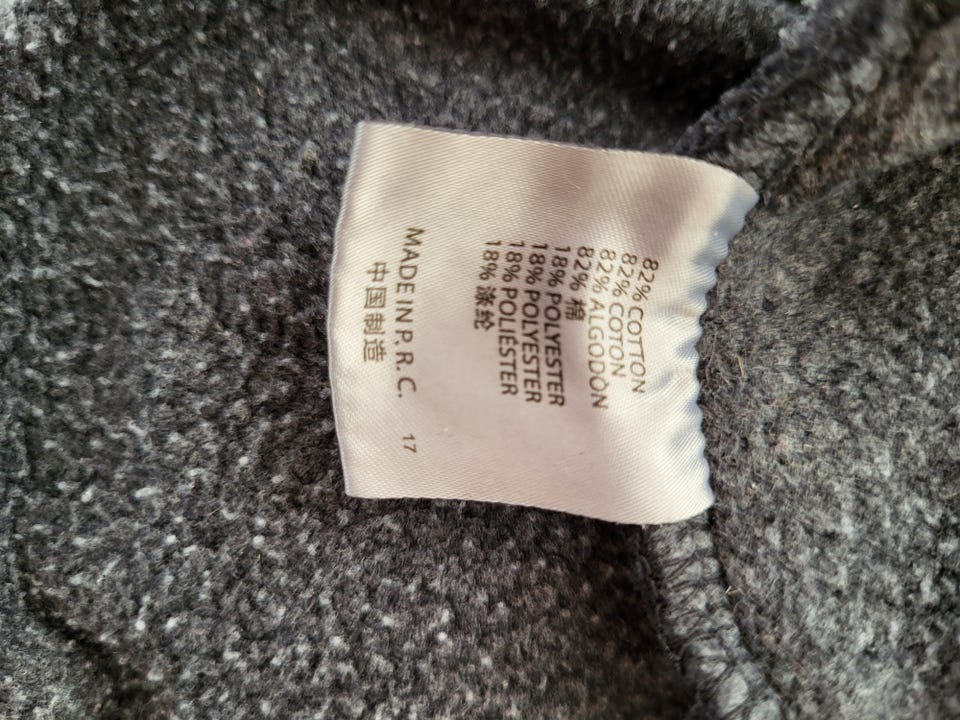 82% COTTON
82% COTON
82% ALGODÒN
82% 棉
18% POLYESTER
18% POLYESTER
18% POLIÉSTER
18% 涤纶
MADE IN P. R. C.
中国制造
17